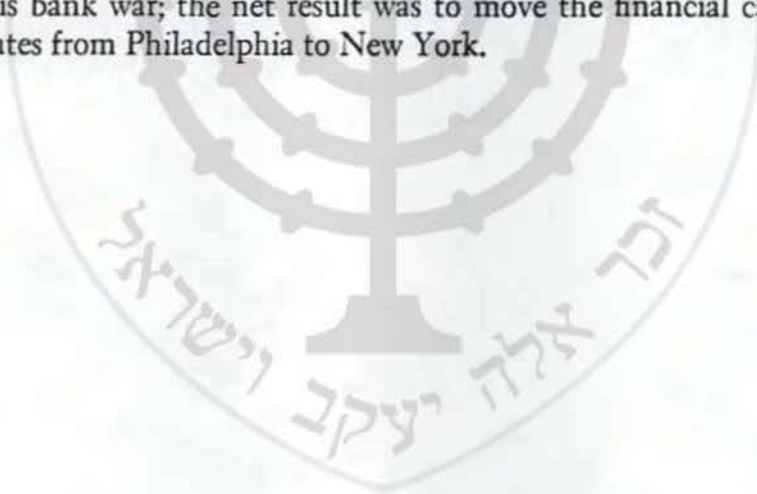 is bank war; the net result was to move the financial ca
ates from Philadelphia to New York.
זכר אלה יעקב וישראל